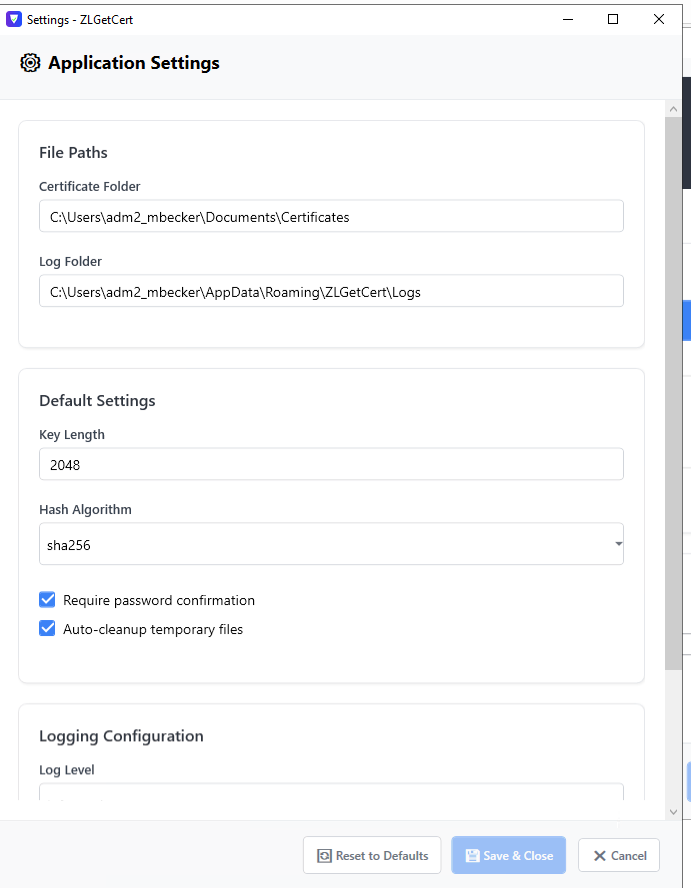 Settings - ZLGetCert
Application Settings
File Paths
Certificate Folder
C:\Users\adm2_mbecker\Documents\Certificates
Log Folder
C:\Users\adm2_mbecker\AppData\Roaming\ZLGetCert\Logs
Default Settings
Key Length
2048
Hash Algorithm
sha256
Require password confirmation
Auto-cleanup temporary files
Logging Configuration
Log Level
Reset to Defaults
Save & Close
Cancel